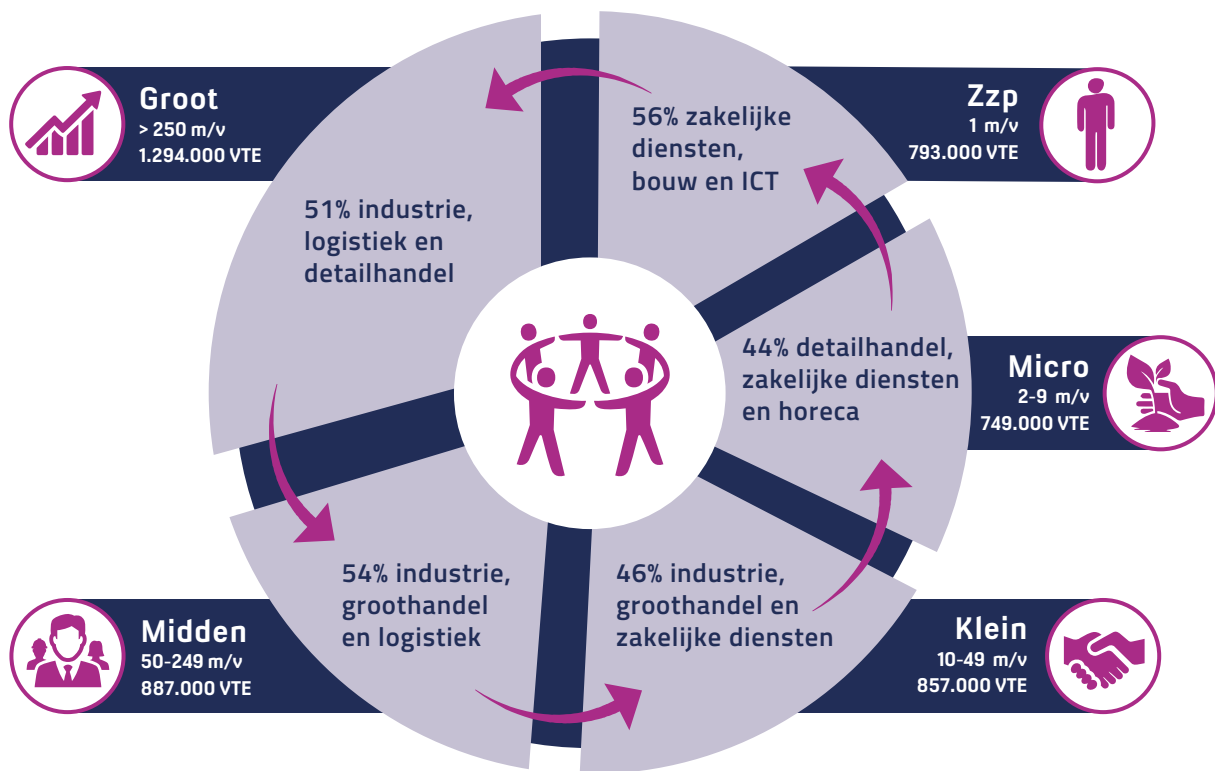 Groot
> 250 m/v
1.294.000 VTE
51% industrie,
logistiek en
detailhandel
56% zakelijke
diensten,
bouw en ICT
Zzp
1 m/v
793.000 VTE
44% detailhandel,
zakelijke diensten
en horeca
Micro
2-9 m/v
749.000 VTE
Midden
50-249 m/v
887.000 VTE
54% industrie,
groothandel
en logistiek
46% industrie,
groothandel en
zakelijke diensten
Klein
10-49 m/v
857.000 VTE